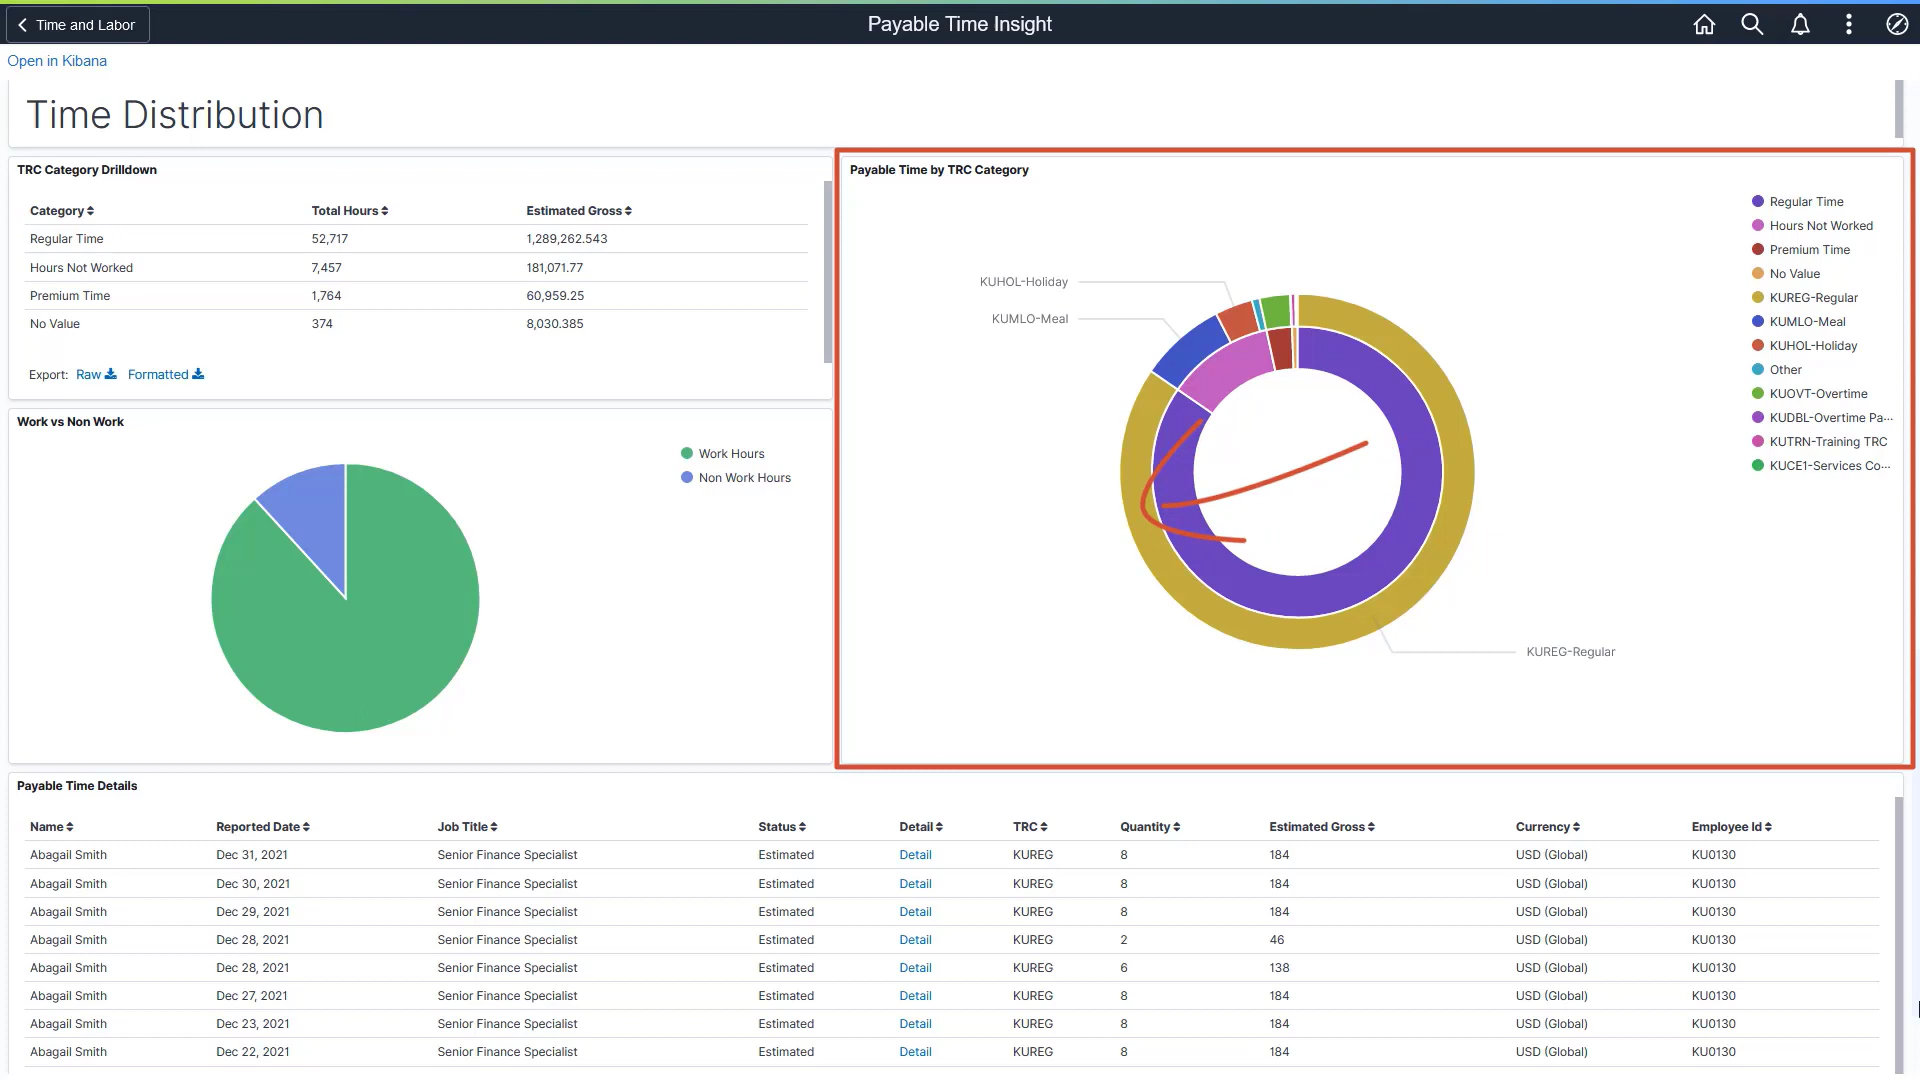 Time and Labor
Payable Time Insight
Open in Kibana
Time Distribution
TRC Category Drilldown
Category Total Hours Estimated Gross
Regular Time 52,717 1,289,262.543
Hours Not Worked 7,457 181,071.77
Premium Time 1,764 60,959.25
No Value 374 8,030.385
Export: Raw Formatted
Work vs Non Work
Work Hours
Non Work Hours
Payable Time by TRC Category
KUHOL-Holiday
KUMLO-Meal
KUREG-Regular
Regular Time
Hours Not Worked
Premium Time
No Value
KUREG-Regular
KUMLO-Meal
KUHOL-Holiday
Other
KUOVT-Overtime
KUDBL-Overtime Pa...
KUTRN-Training TRC
KUCE1-Services Co...
Payable Time Details
Name Reported Date Job Title Status Detail TRC Quantity Estimated Gross Currency Employee Id
Abagail Smith Dec 31, 2021 Senior Finance Specialist Estimated Detail KUREG 8 184 USD (Global) KU0130
Abagail Smith Dec 30, 2021 Senior Finance Specialist Estimated Detail KUREG 8 184 USD (Global) KU0130
Abagail Smith Dec 29, 2021 Senior Finance Specialist Estimated Detail KUREG 8 184 USD (Global) KU0130
Abagail Smith Dec 28, 2021 Senior Finance Specialist Estimated Detail KUREG 2 46 USD (Global) KU0130
Abagail Smith Dec 28, 2021 Senior Finance Specialist Estimated Detail KUREG 6 138 USD (Global) KU0130
Abagail Smith Dec 27, 2021 Senior Finance Specialist Estimated Detail KUREG 8 184 USD (Global) KU0130
Abagail Smith Dec 23, 2021 Senior Finance Specialist Estimated Detail KUREG 8 184 USD (Global) KU0130
Abagail Smith Dec 22, 2021 Senior Finance Specialist Estimated Detail KUREG 8 184 USD (Global) KU0130